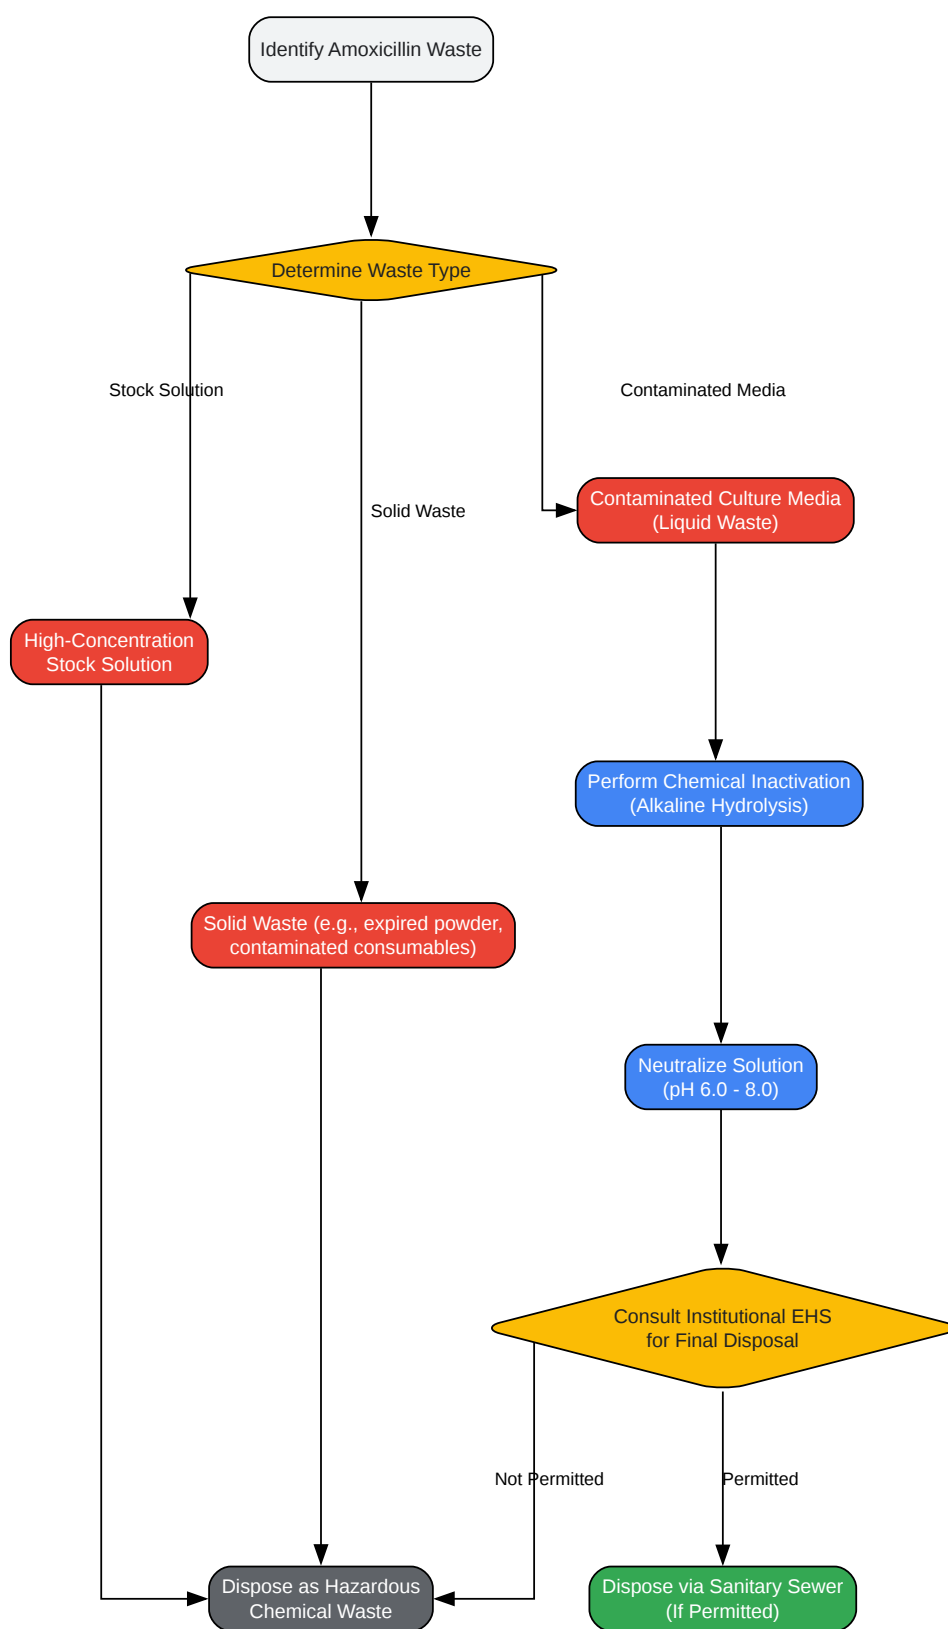 Identify Amoxicillin Waste
Determine Waste Type
Stock Solution
Contaminated Media
Contaminated Culture Media
(Liquid Waste)
Solid Waste
High-Concentration
Stock Solution
Perform Chemical Inactivation
(Alkaline Hydrolysis)
Solid Waste (e.g., expired powder,
contaminated consumables)
Neutralize Solution
(pH 6.0 - 8.0)
Consult Institutional EHS
for Final Disposal
Not Permitted
Permitted
Dispose as Hazardous
Chemical Waste
Dispose via Sanitary Sewer
(If Permitted)